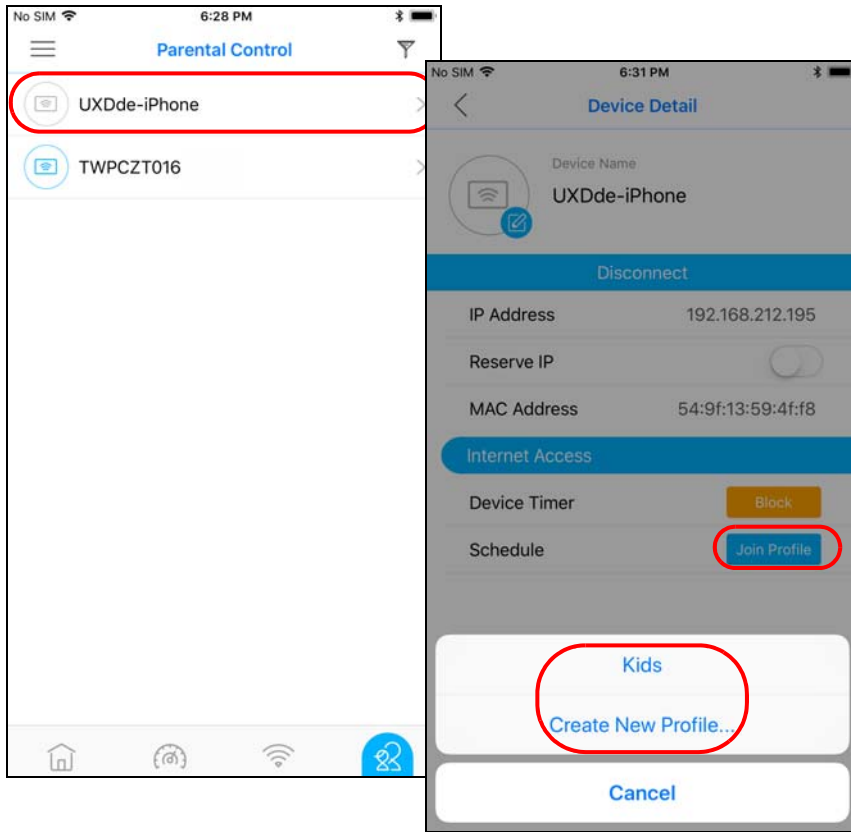 No SIM 6:28 PM
Parental Control
UXDde-iPhone
TWPCZT016
No SIM 6:31 PM
Device Detail
Device Name
UXDde-iPhone
Disconnect
IP Address 192.168.212.195
Reserve IP
MAC Address 54:9f:13:59:4f:f8
Internet Access
Device Timer Block
Schedule Join Profile
Kids
Create New Profile...
Cancel